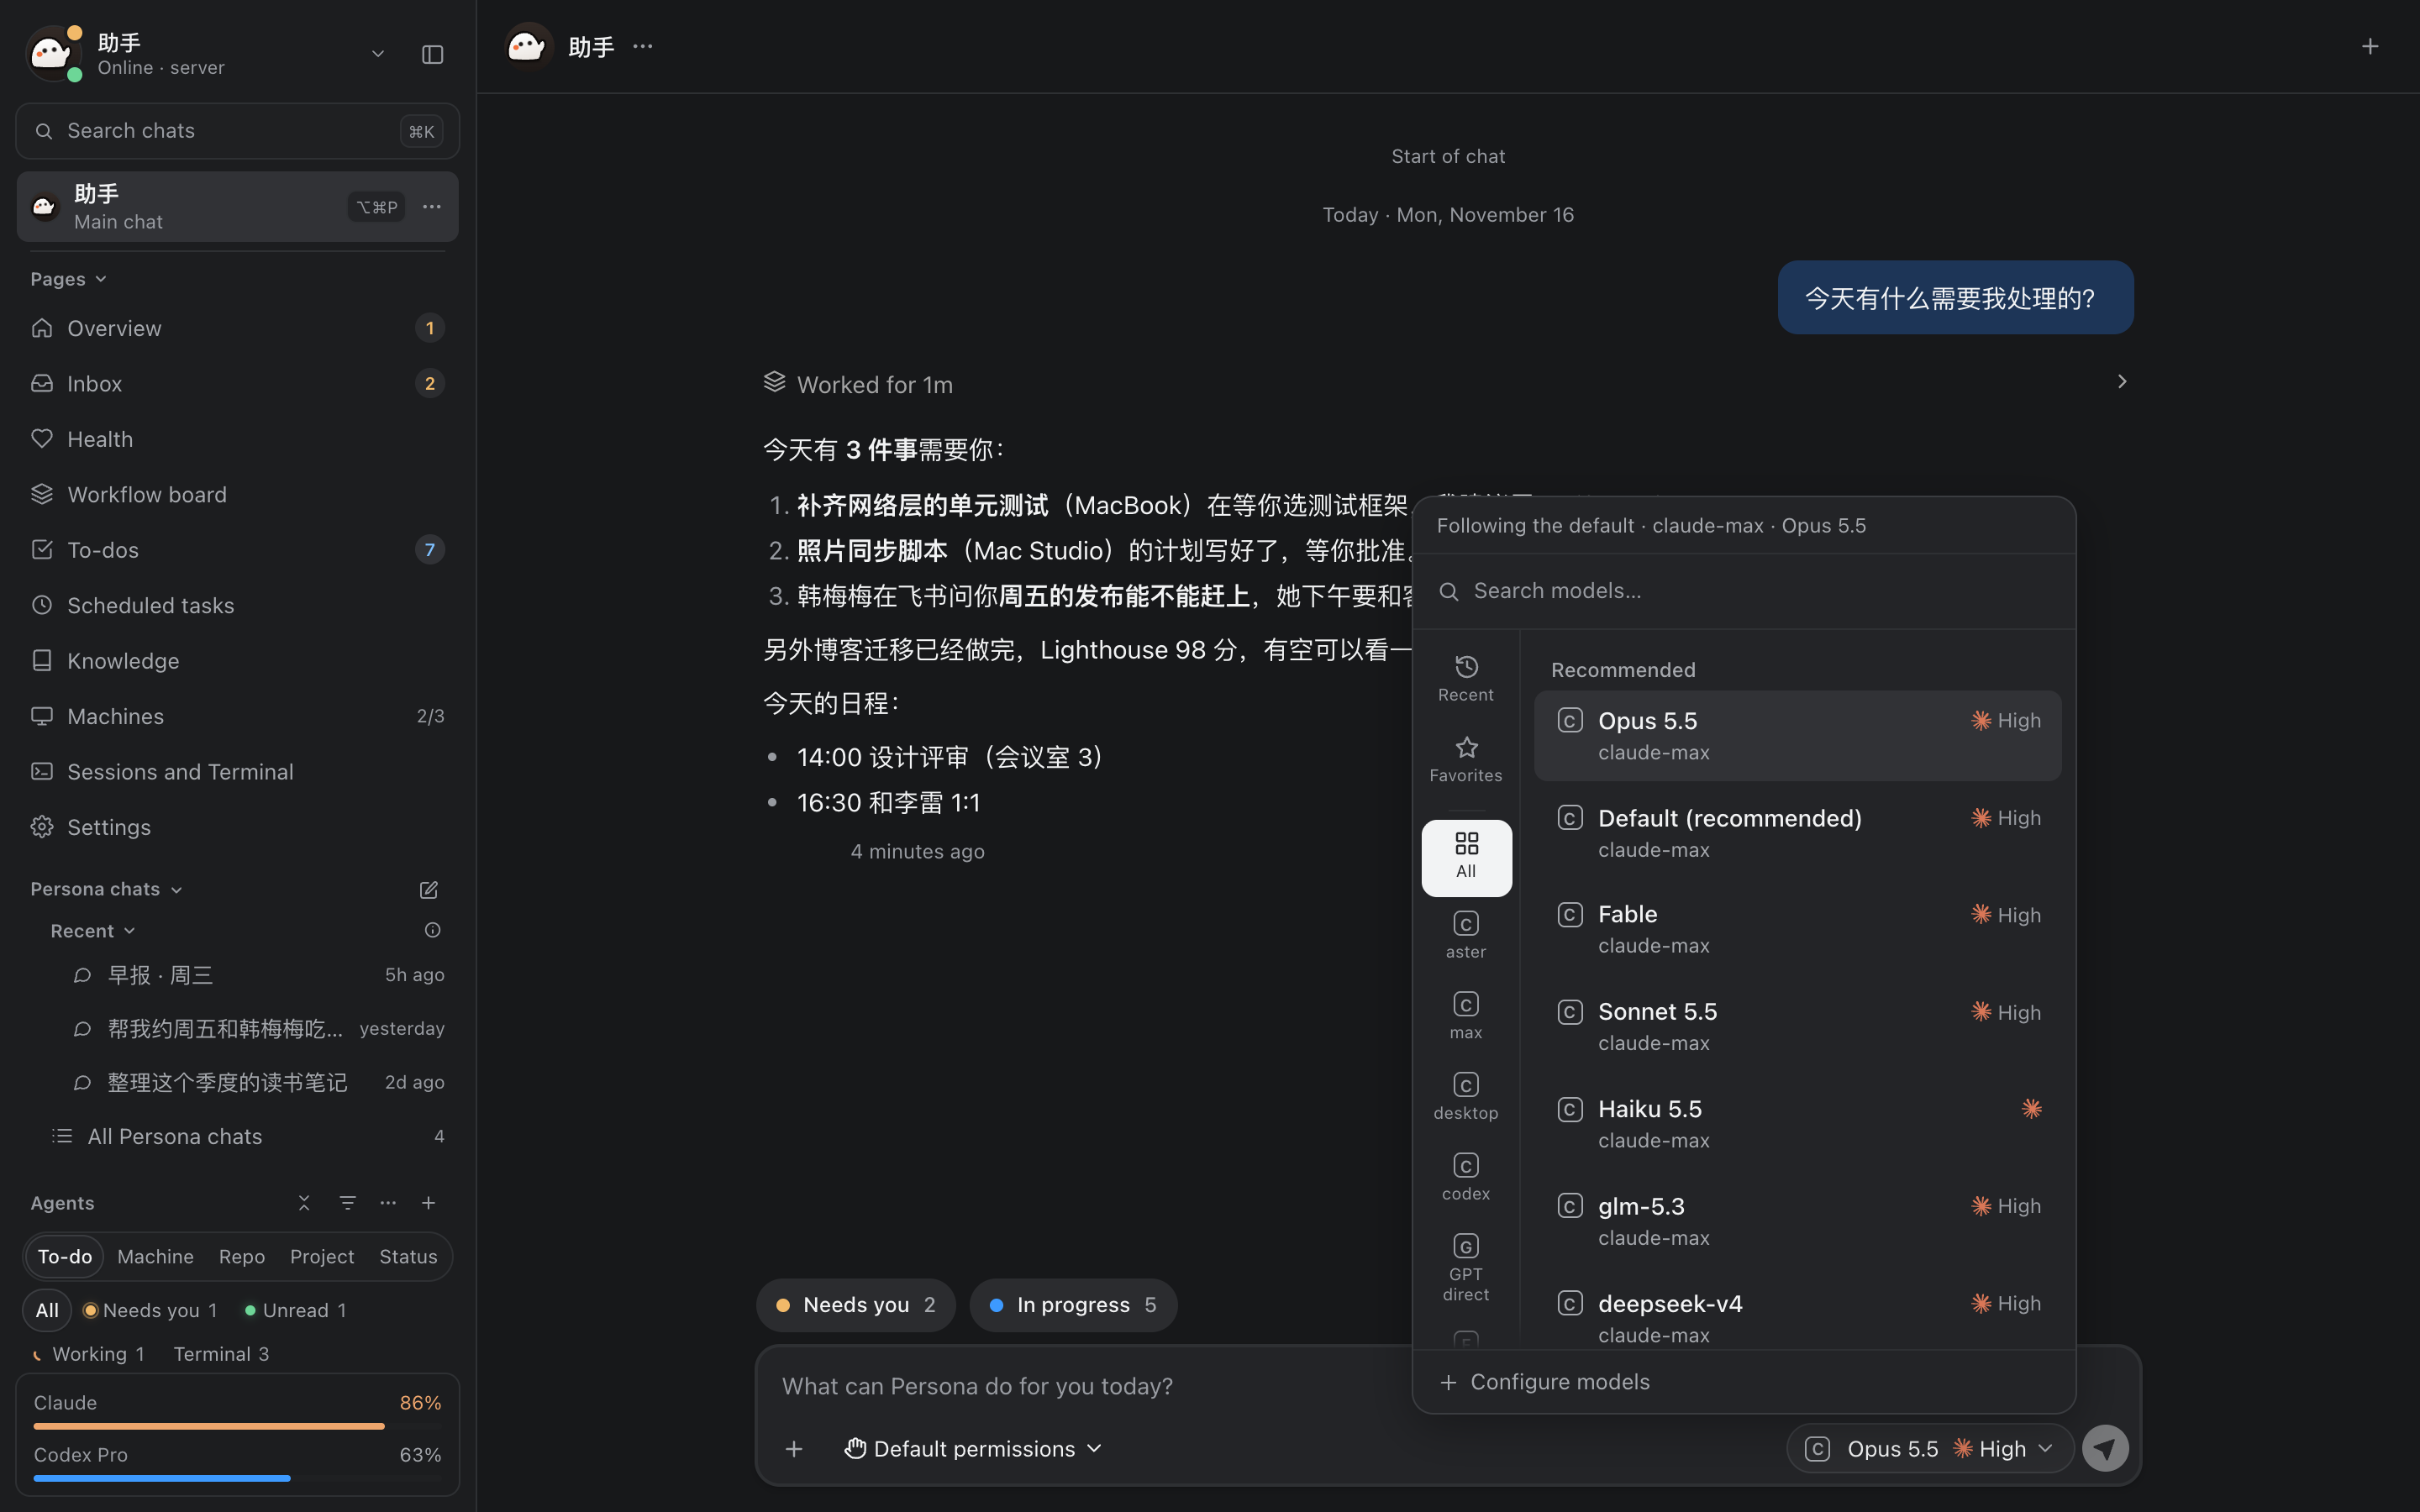 助手
Online · server
Search chats
⌘K
助手
Main chat
⌥⌘P
Pages
Overview
1
Inbox
2
Health
Workflow board
To-dos
7
Scheduled tasks
Knowledge
Machines
2/3
Sessions and Terminal
Settings
Persona chats
Recent
早报 · 周三
5h ago
帮我约周五和韩梅梅吃...
yesterday
整理这个季度的读书笔记
2d ago
All Persona chats
4
Agents
To-do
Machine
Repo
Project
Status
All
Needs you 1
Unread 1
Working 1
Terminal 3
Claude
86%
Codex Pro
63%
助手
Start of chat
Today · Mon, November 16
今天有什么需要我处理的?
Worked for 1m
今天有 3 件事需要你：
1. 补齐网络层的单元测试（MacBook）在等你选测试框架
2. 照片同步脚本（Mac Studio）的计划写好了，等你批准
3. 韩梅梅在飞书问你周五的发布能不能赶上，她下午要和
另外博客迁移已经做完，Lighthouse 98 分，有空可以看一
今天的日程：
14:00 设计评审（会议室 3）
16:30 和李雷 1:1
4 minutes ago
Needs you 2
In progress 5
What can Persona do for you today?
Default permissions
C
Opus 5.5
High
Following the default · claude-max · Opus 5.5
Search models...
Recent
Favorites
All
C
aster
C
max
C
desktop
C
codex
G
GPT
direct
Recommended
C
Opus 5.5
High
claude-max
C
Default (recommended)
High
claude-max
C
Fable
High
claude-max
C
Sonnet 5.5
High
claude-max
C
Haiku 5.5
claude-max
C
glm-5.3
High
claude-max
C
deepseek-v4
High
claude-max
Configure models